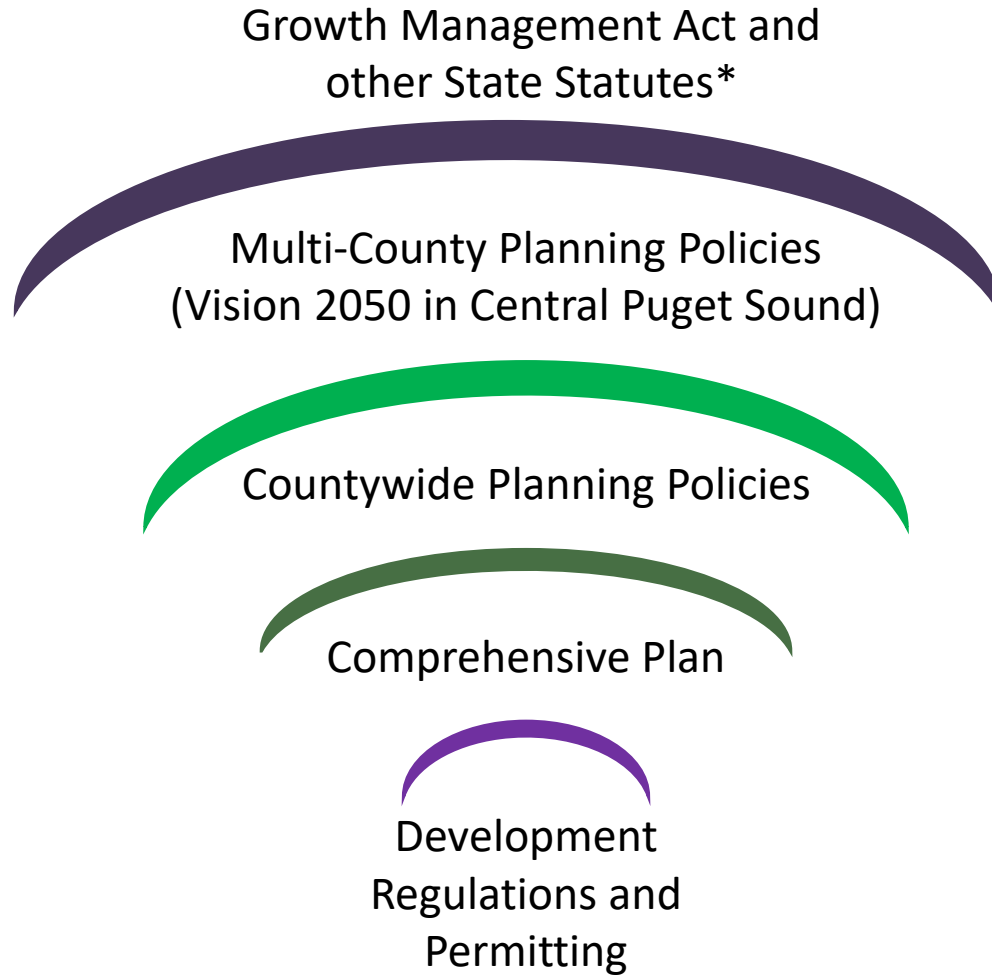 Growth Management Act and
other State Statutes*
Multi-County Planning Policies
(Vision 2050 in Central Puget Sound)
Countywide Planning Policies
Comprehensive Plan
Development
Regulations and
Permitting